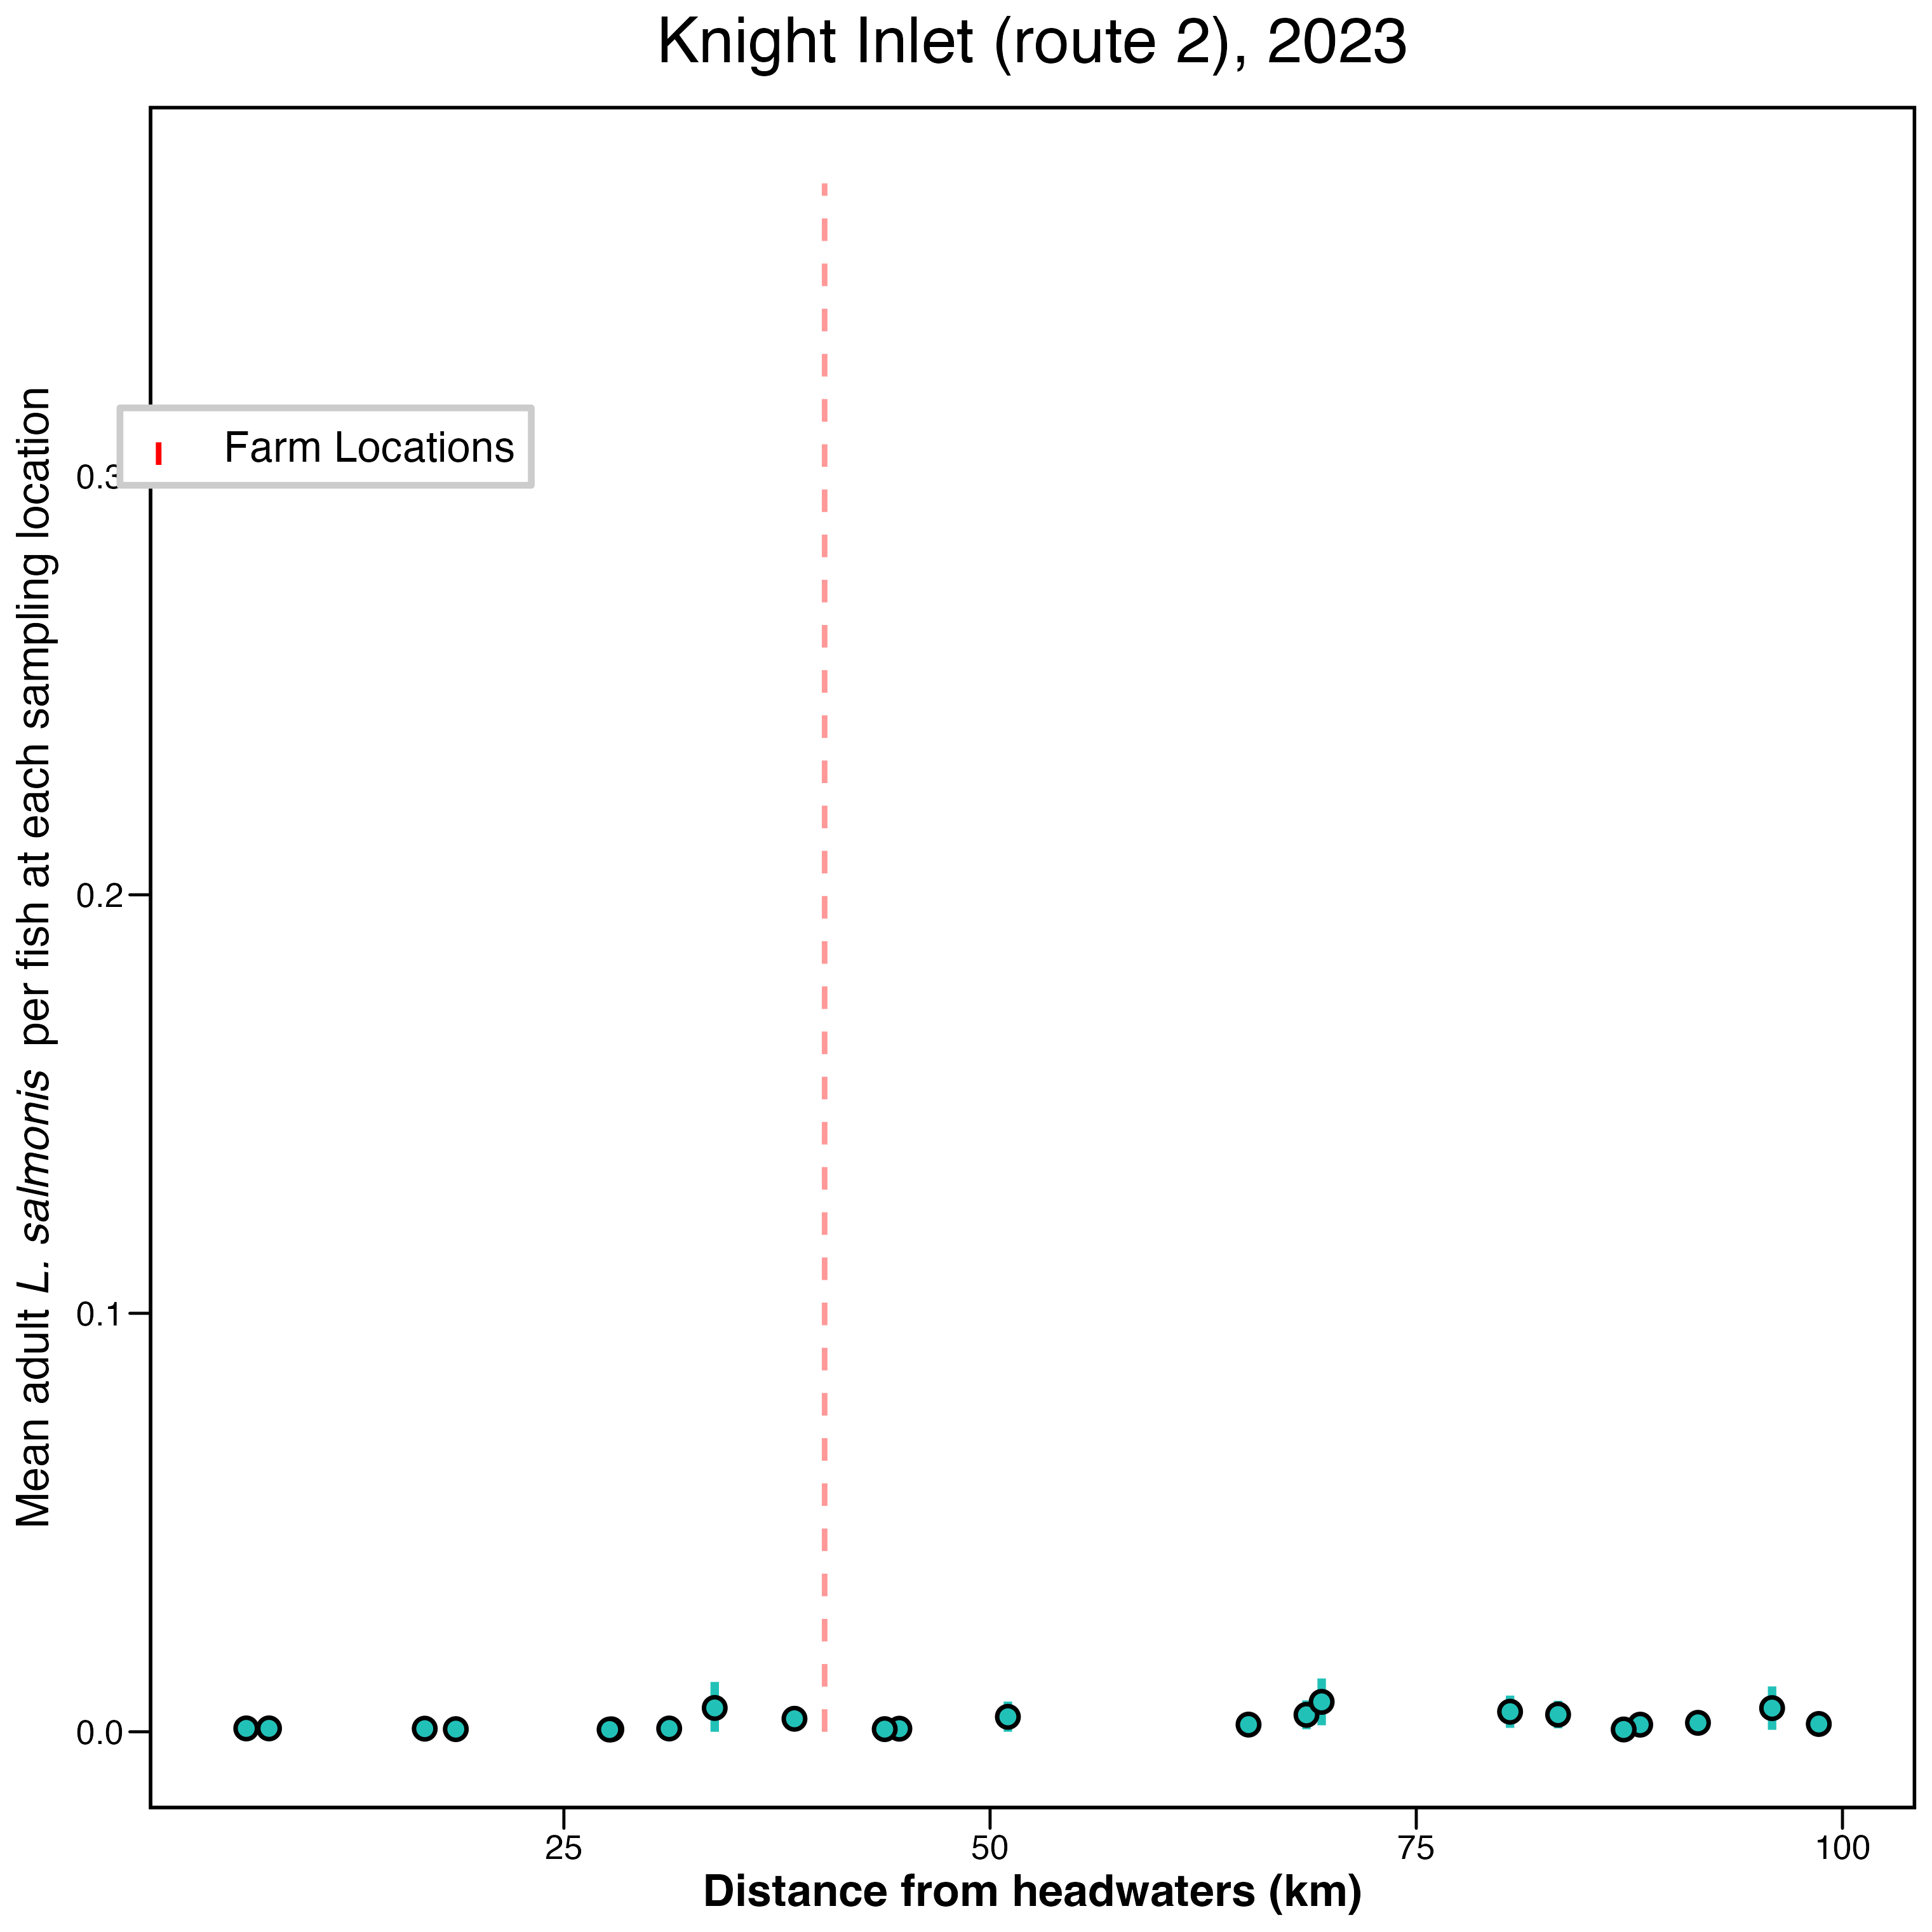 Knight Inlet (route 2), 2023
Mean adult L. salmonis per fish at each sampling location
Farm Locations
0.3
0.2
0.1
0.0
25 50 75 100
Distance from headwaters (km)